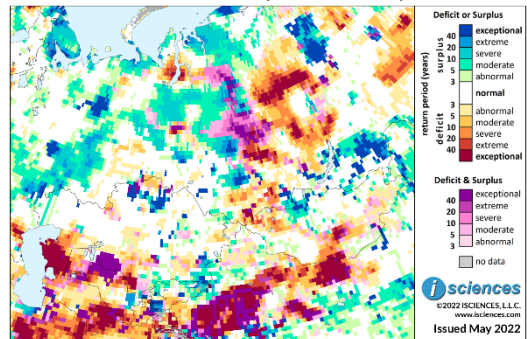 Deficit or Surplus
return period (years)
surplus
deficit
exceptional
40
extreme
20
severe
10
moderate
5
abnormal
3
normal
3
abnormal
5
moderate
10
severe
20
extreme
40
exceptional
Deficit & Surplus
exceptional
40
extreme
20
severe
10
moderate
5
abnormal
3
no data
i sciences
©2022 ISCIENCES, L.L.C.
www.isciences.com
Issued May 2022